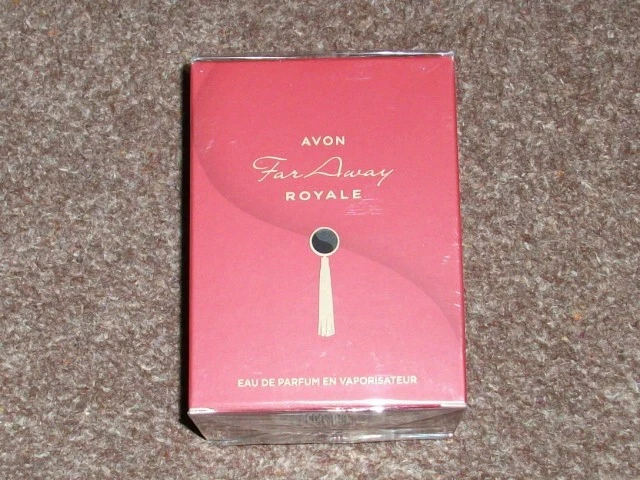 AVON
Far Away
ROYALE
EAU DE PARFUM EN VAPORISATEUR